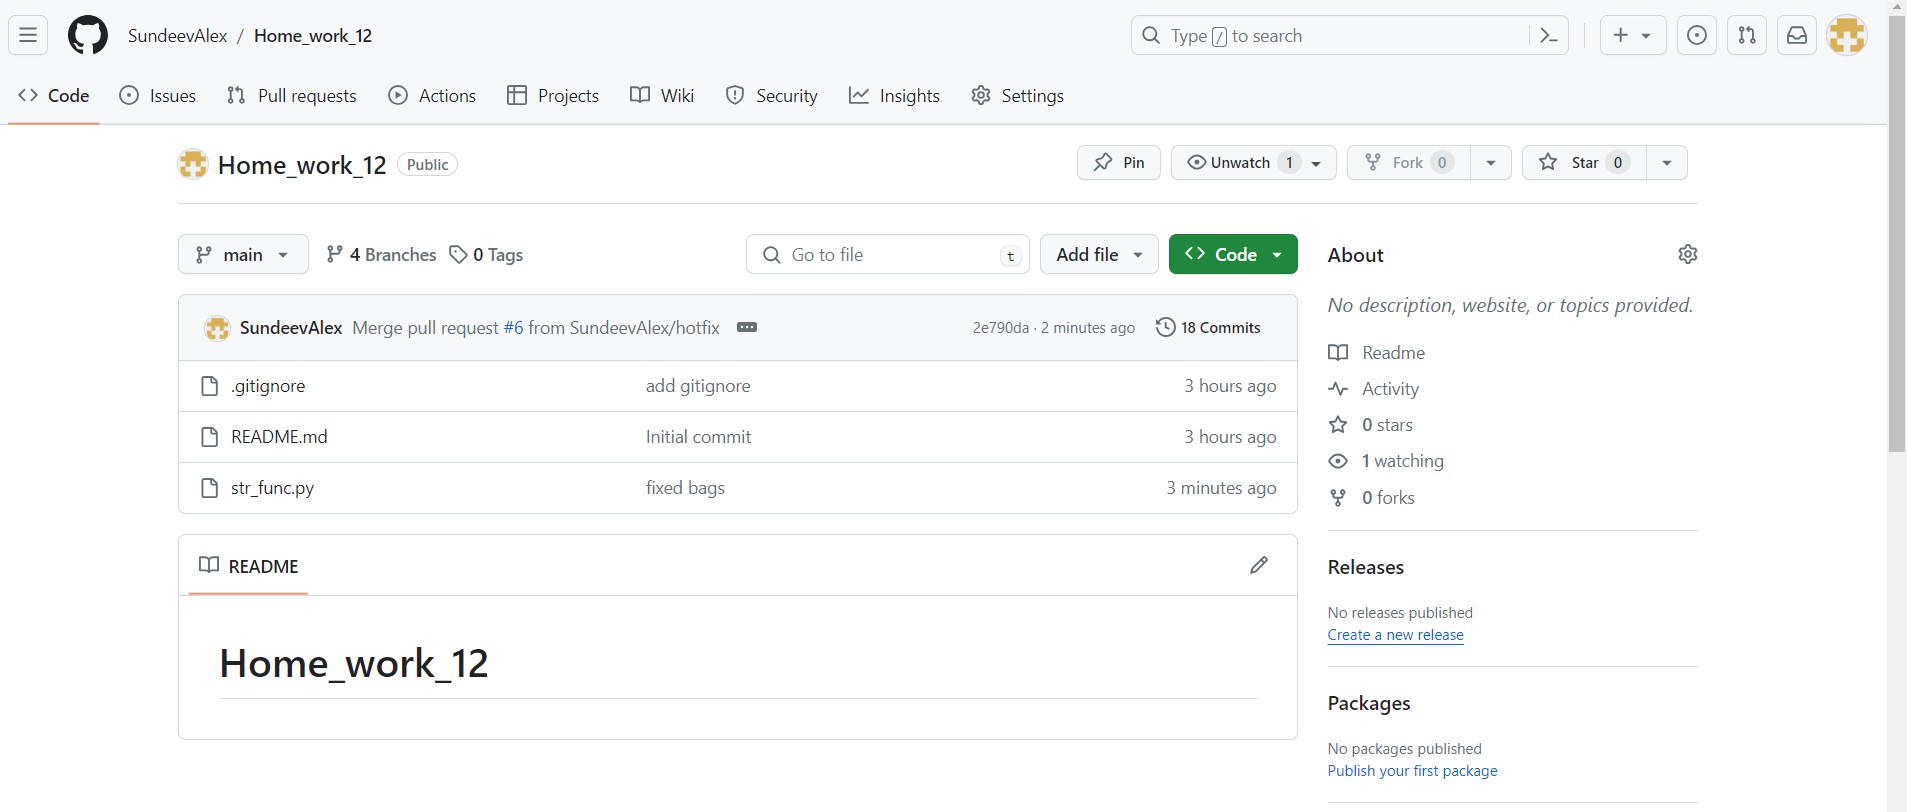 SundeevAlex / Home_work_12
Type / to search
Code Issues Pull requests Actions Projects Wiki Security Insights Settings
Home_work_12 Public
Pin Unwatch 1 Fork 0 Star 0
main 4 Branches 0 Tags Go to file t Add file Code
SundeevAlex Merge pull request #6 from SundeevAlex/hotfix 2e790da · 2 minutes ago 18 Commits
.gitignore add gitignore 3 hours ago
README.md Initial commit 3 hours ago
str_func.py fixed bags 3 minutes ago
README
Home_work_12
About
No description, website, or topics provided.
Readme
Activity
0 stars
1 watching
0 forks
Releases
No releases published
Create a new release
Packages
No packages published
Publish your first package